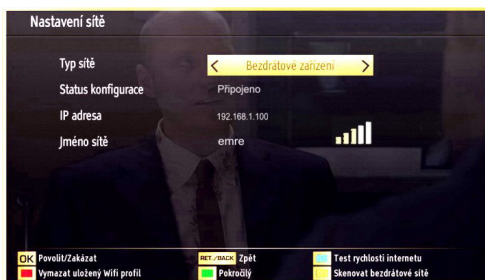 Nastavení sítě
Typ sítě < Bezdrátové zařízení >
Status konfigurace Připojeno
IP adresa 192.168.1.100
Jméno sítě emre
OK Povolit/Zakázat RET./BACK Zpět Test rychlosti internetu
Vymazat uložený Wifi profil Pokročilý Skenovat bezdrátové sítě